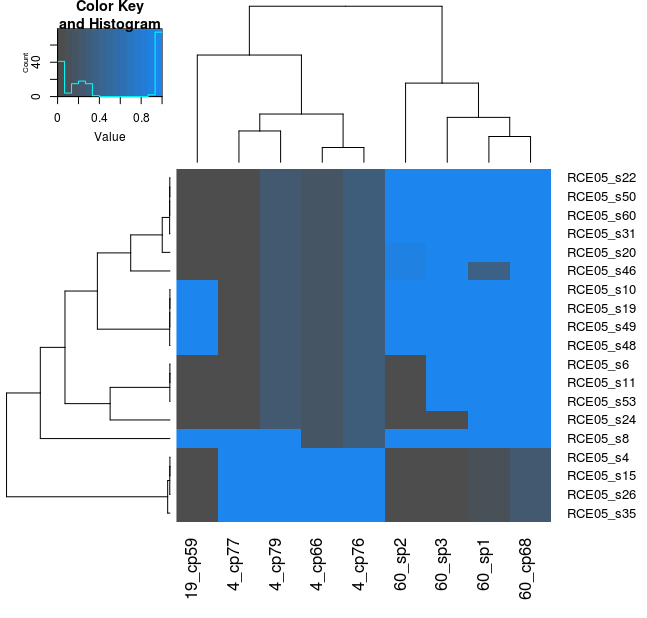 Color Key
and Histogram
Count
0 40
0 0.4 0.8
Value
RCE05_s22
RCE05_s50
RCE05_s60
RCE05_s31
RCE05_s20
RCE05_s46
RCE05_s10
RCE05_s19
RCE05_s49
RCE05_s48
RCE05_s6
RCE05_s11
RCE05_s53
RCE05_s24
RCE05_s8
RCE05_s4
RCE05_s15
RCE05_s26
RCE05_s35
19_cp59
4_cp77
4_cp79
4_cp66
4_cp76
60_sp2
60_sp3
60_sp1
60_cp68